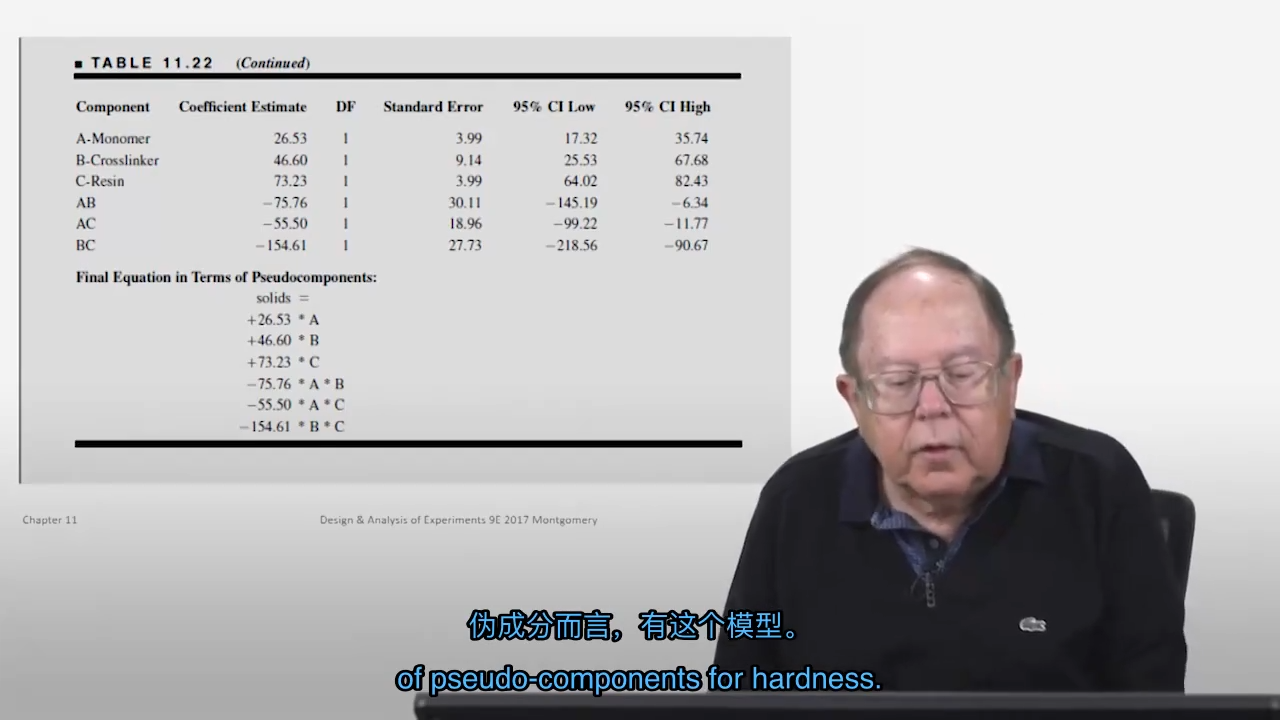 ■ TABLE 11.22 (Continued)
Component Coefficient Estimate DF Standard Error 95% CI Low 95% CI High
A-Monomer 26.53 1 3.99 17.32 35.74
B-Crosslinker 46.60 1 9.14 25.53 67.68
C-Resin 73.23 1 3.99 64.02 82.43
AB −75.76 1 30.11 −145.19 −6.34
AC −55.50 1 18.96 −99.22 −11.77
BC −154.61 1 27.73 −218.56 −90.67
Final Equation in Terms of Pseudocomponents:
solids =
+26.53 * A
+46.60 * B
+73.23 * C
−75.76 * A * B
−55.50 * A * C
−154.61 * B * C
Chapter 11 Design & Analysis of Experiments 9E 2017 Montgomery
伪成分而言，有这个模型。
of pseudo-components for hardness.